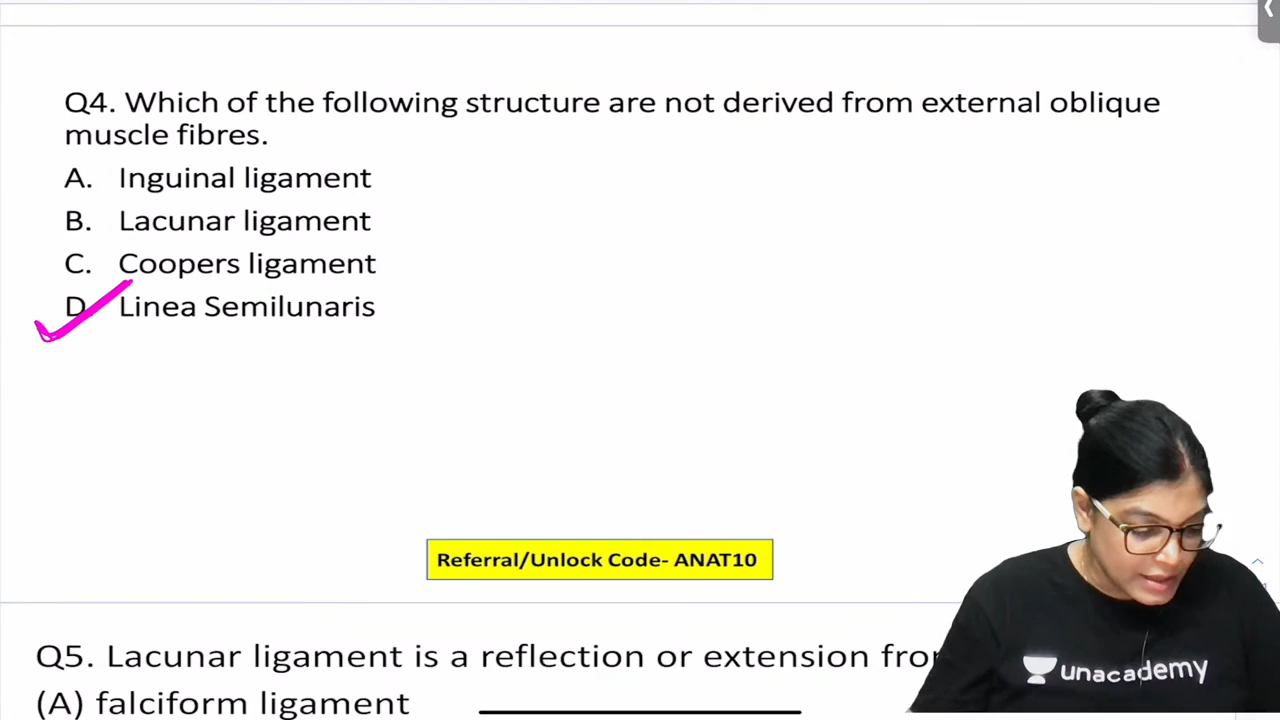 Q4. Which of the following structure are not derived from external oblique
muscle fibres.
A. Inguinal ligament
B. Lacunar ligament
C. Coopers ligament
D. Linea Semilunaris
Referral/Unlock Code- ANAT10
Q5. Lacunar ligament is a reflection or extension
(A) falciform ligament
unacademy